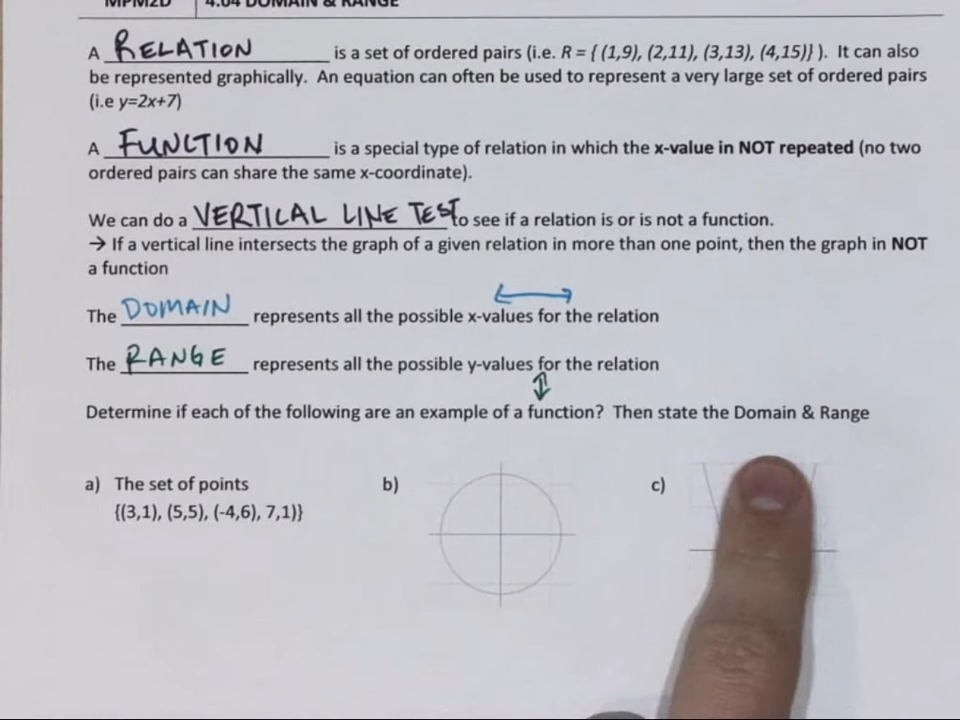 MPM2D 4.04 DOMAIN & RANGE
A RELATION is a set of ordered pairs (i.e. R = { (1,9), (2,11), (3,13), (4,15)} ). It can also
be represented graphically. An equation can often be used to represent a very large set of ordered pairs
(i.e y=2x+7)
A FUNCTION is a special type of relation in which the x-value in NOT repeated (no two
ordered pairs can share the same x-coordinate).
We can do a VERTICAL LINE TEST to see if a relation is or is not a function.
→ If a vertical line intersects the graph of a given relation in more than one point, then the graph in NOT
a function
The DOMAIN represents all the possible x-values for the relation
The RANGE represents all the possible y-values for the relation
Determine if each of the following are an example of a function? Then state the Domain & Range
a) The set of points b) c)
{(3,1), (5,5), (-4,6), 7,1)}